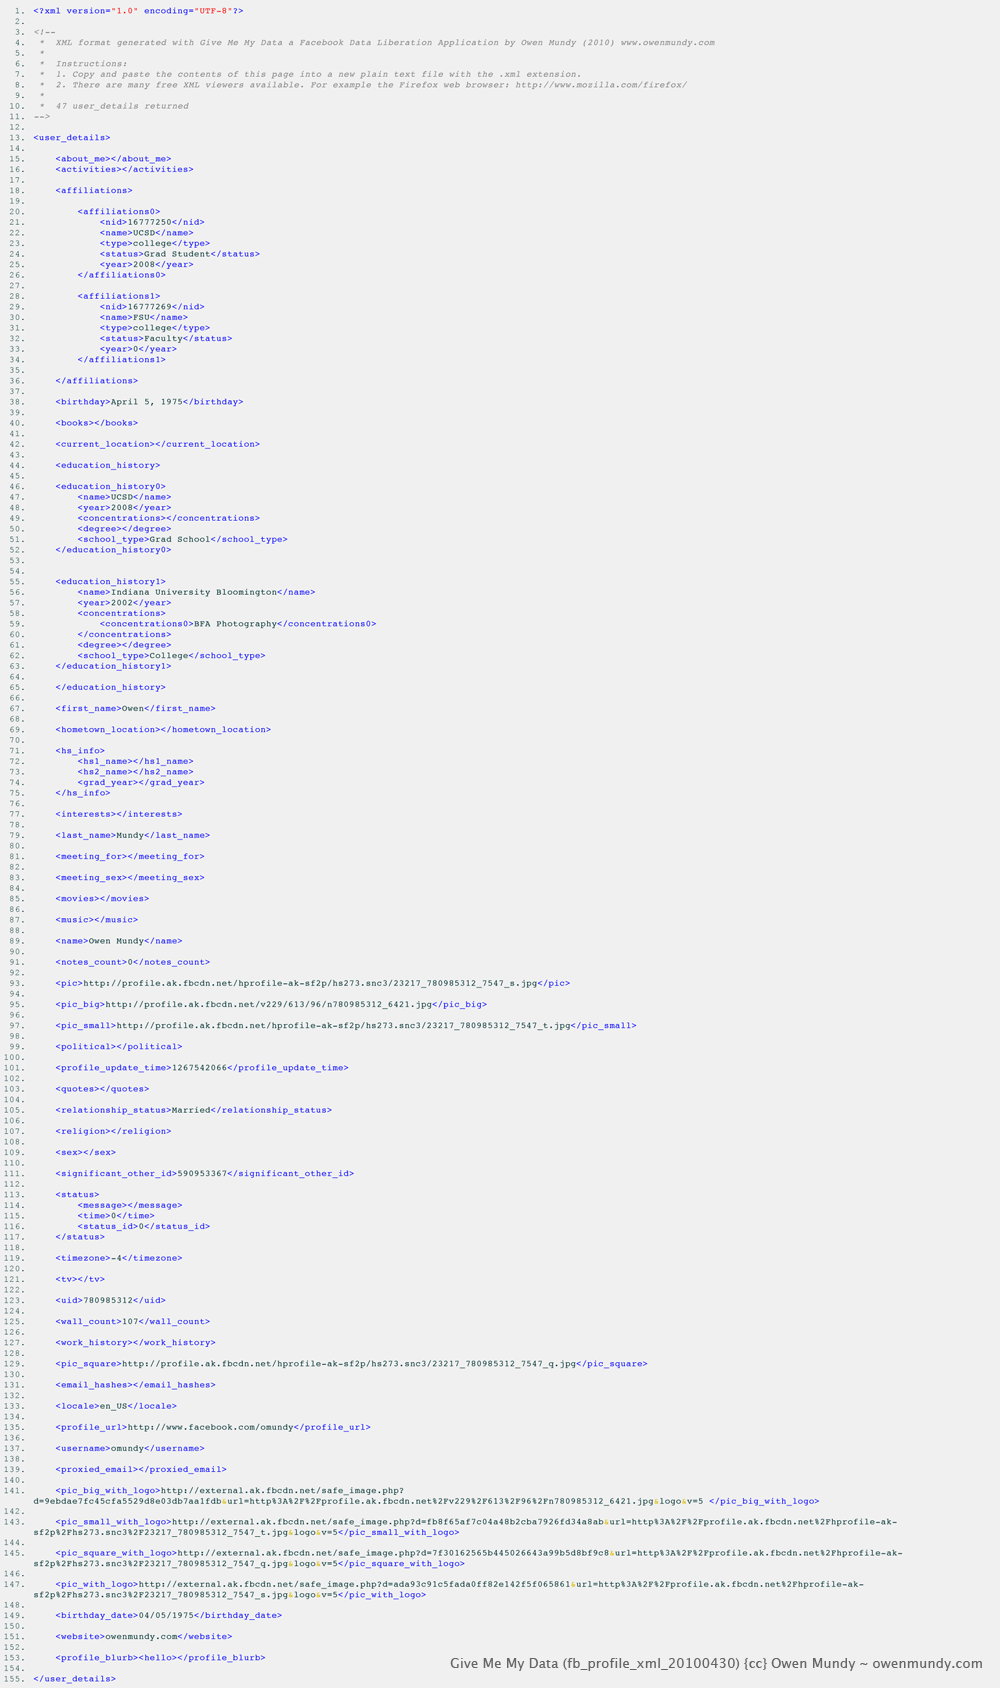 1. <?xml version="1.0" encoding="UTF-8"?>
2.
3. <!--
4. *  XML format generated with Give Me My Data a Facebook Data Liberation Application by Owen Mundy (2010) www.owenmundy.com
5. *
6. *  Instructions:
7. *  1. Copy and paste the contents of this page into a new plain text file with the .xml extension.
8. *  2. There are many free XML viewers available. For example the Firefox web browser: http://www.mozilla.com/firefox/
9. *
10. *  47 user_details returned
11. -->
12.
13. <user_details>
14.
15. <about_me></about_me>
16. <activities></activities>
17.
18. <affiliations>
19.
20. <affiliations0>
21. <nid>16777250</nid>
22. <name>UCSD</name>
23. <type>college</type>
24. <status>Grad Student</status>
25. <year>2008</year>
26. </affiliations0>
27.
28. <affiliations1>
29. <nid>16777269</nid>
30. <name>FSU</name>
31. <type>college</type>
32. <status>Faculty</status>
33. <year>0</year>
34. </affiliations1>
35.
36. </affiliations>
37.
38. <birthday>April 5, 1975</birthday>
39.
40. <books></books>
41.
42. <current_location></current_location>
43.
44. <education_history>
45.
46. <education_history0>
47. <name>UCSD</name>
48. <year>2008</year>
49. <concentrations></concentrations>
50. <degree></degree>
51. <school_type>Grad School</school_type>
52. </education_history0>
53.
54.
55. <education_history1>
56. <name>Indiana University Bloomington</name>
57. <year>2002</year>
58. <concentrations>
59. <concentrations0>BFA Photography</concentrations0>
60. </concentrations>
61. <degree></degree>
62. <school_type>College</school_type>
63. </education_history1>
64.
65. </education_history>
66.
67. <first_name>Owen</first_name>
68.
69. <hometown_location></hometown_location>
70.
71. <hs_info>
72. <hs1_name></hs1_name>
73. <hs2_name></hs2_name>
74. <grad_year></grad_year>
75. </hs_info>
76.
77. <interests></interests>
78.
79. <last_name>Mundy</last_name>
80.
81. <meeting_for></meeting_for>
82.
83. <meeting_sex></meeting_sex>
84.
85. <movies></movies>
86.
87. <music></music>
88.
89. <name>Owen Mundy</name>
90.
91. <notes_count>0</notes_count>
92.
93. <pic>http://profile.ak.fbcdn.net/hprofile-ak-sf2p/hs273.snc3/23217_780985312_7547_s.jpg</pic>
94.
95. <pic_big>http://profile.ak.fbcdn.net/v229/613/96/n780985312_6421.jpg</pic_big>
96.
97. <pic_small>http://profile.ak.fbcdn.net/hprofile-ak-sf2p/hs273.snc3/23217_780985312_7547_t.jpg</pic_small>
98.
99. <political></political>
100.
101. <profile_update_time>1267542066</profile_update_time>
102.
103. <quotes></quotes>
104.
105. <relationship_status>Married</relationship_status>
106.
107. <religion></religion>
108.
109. <sex></sex>
110.
111. <significant_other_id>590953367</significant_other_id>
112.
113. <status>
114. <message></message>
115. <time>0</time>
116. <status_id>0</status_id>
117. </status>
118.
119. <timezone>-4</timezone>
120.
121. <tv></tv>
122.
123. <uid>780985312</uid>
124.
125. <wall_count>107</wall_count>
126.
127. <work_history></work_history>
128.
129. <pic_square>http://profile.ak.fbcdn.net/hprofile-ak-sf2p/hs273.snc3/23217_780985312_7547_q.jpg</pic_square>
130.
131. <email_hashes></email_hashes>
132.
133. <locale>en_US</locale>
134.
135. <profile_url>http://www.facebook.com/omundy</profile_url>
136.
137. <username>omundy</username>
138.
139. <proxied_email></proxied_email>
140.
141. <pic_big_with_logo>http://external.ak.fbcdn.net/safe_image.php?
d=9ebdae7fc45cfa5529d8e03db7aa1fdb&url=http%3A%2F%2Fprofile.ak.fbcdn.net%2Fv229%2F613%2F96%2Fn780985312_6421.jpg&logo&v=5 </pic_big_with_logo>
142.
143. <pic_small_with_logo>http://external.ak.fbcdn.net/safe_image.php?d=fb8f65af7c04a48b2cba7926fd34a8ab&url=http%3A%2F%2Fprofile.ak.fbcdn.net%2Fhprofile-ak-
sf2p%2Fhs273.snc3%2F23217_780985312_7547_t.jpg&logo&v=5</pic_small_with_logo>
144.
145. <pic_square_with_logo>http://external.ak.fbcdn.net/safe_image.php?d=7f30162565b445026643a99b5d8bf9c8&url=http%3A%2F%2Fprofile.ak.fbcdn.net%2Fhprofile-ak-
sf2p%2Fhs273.snc3%2F23217_780985312_7547_q.jpg&logo&v=5</pic_square_with_logo>
146.
147. <pic_with_logo>http://external.ak.fbcdn.net/safe_image.php?d=ada93c91c5fada0ff82e142f5f065861&url=http%3A%2F%2Fprofile.ak.fbcdn.net%2Fhprofile-ak-
sf2p%2Fhs273.snc3%2F23217_780985312_7547_s.jpg&logo&v=5</pic_with_logo>
148.
149. <birthday_date>04/05/1975</birthday_date>
150.
151. <website>owenmundy.com</website>
152.
153. <profile_blurb><hello></profile_blurb>
Give Me My Data (fb_profile_xml_20100430) {cc} Owen Mundy ~ owenmundy.com
154.
155. </user_details>